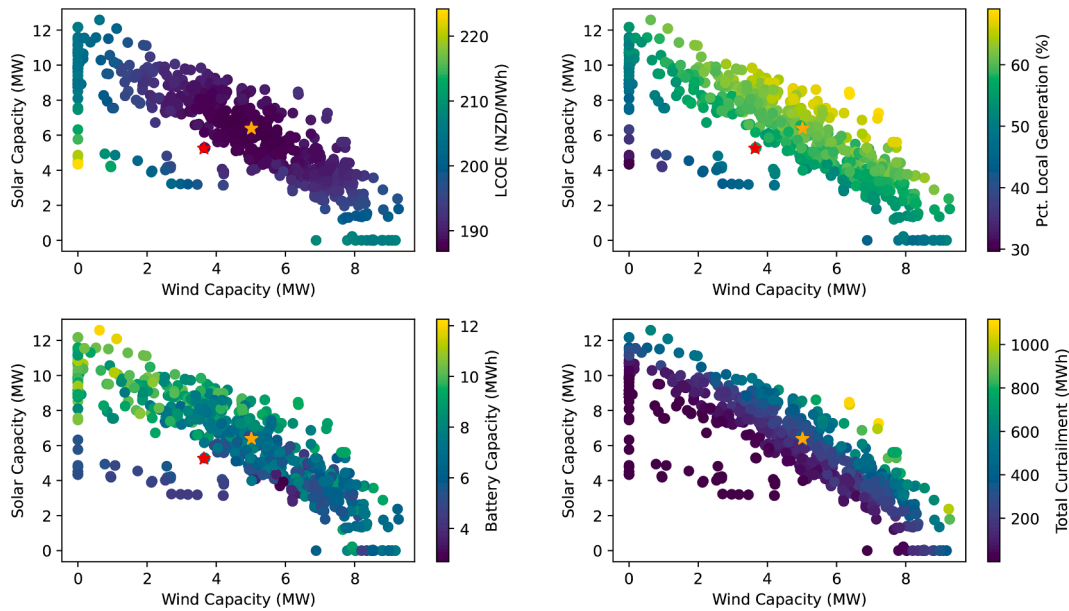 12
10
8
6
4
2
0
Solar Capacity (MW)
0 2 4 6 8
Wind Capacity (MW)
220
210
200
190
LCOE (NZD/MWh)
12
10
8
6
4
2
0
Solar Capacity (MW)
0 2 4 6 8
Wind Capacity (MW)
60
50
40
30
Pct. Local Generation (%)
12
10
8
6
4
2
0
Solar Capacity (MW)
0 2 4 6 8
Wind Capacity (MW)
12
10
8
6
4
Battery Capacity (MWh)
12
10
8
6
4
2
0
Solar Capacity (MW)
0 2 4 6 8
Wind Capacity (MW)
1000
800
600
400
200
Total Curtailment (MWh)